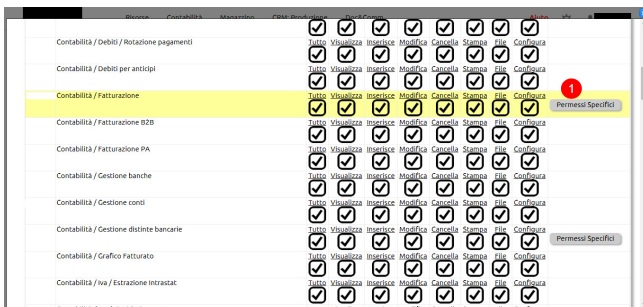 Risorse Contabilità Magazzino CRM: Produzione Doc&Comm. Aiuto
Contabilità / Debiti / Rotazione pagamenti Tutto Visualizza Inserisce Modifica Cancella Stampa File Configura
Contabilità / Debiti per anticipi Tutto Visualizza Inserisce Modifica Cancella Stampa File Configura
1
Contabilità / Fatturazione Tutto Visualizza Inserisce Modifica Cancella Stampa File Configura
Permessi Specifici
Contabilità / Fatturazione B2B Tutto Visualizza Inserisce Modifica Cancella Stampa File Configura
Contabilità / Fatturazione PA Tutto Visualizza Inserisce Modifica Cancella Stampa File Configura
Contabilità / Gestione banche Tutto Visualizza Inserisce Modifica Cancella Stampa File Configura
Contabilità / Gestione conti Tutto Visualizza Inserisce Modifica Cancella Stampa File Configura
Contabilità / Gestione distinte bancarie Tutto Visualizza Inserisce Modifica Cancella Stampa File Configura
Permessi Specifici
Contabilità / Grafico Fatturato Tutto Visualizza Inserisce Modifica Cancella Stampa File Configura
Contabilità / Iva / Estrazione Intrastat Tutto Visualizza Inserisce Modifica Cancella Stampa File Configura